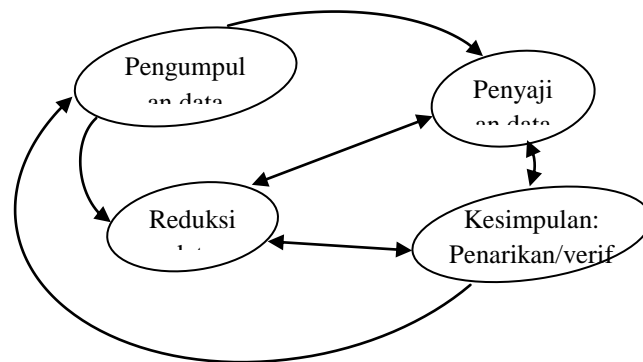 Pengumpul
an data
Penyaji
an data
Reduksi
Kesimpulan:
Penarikan/verif